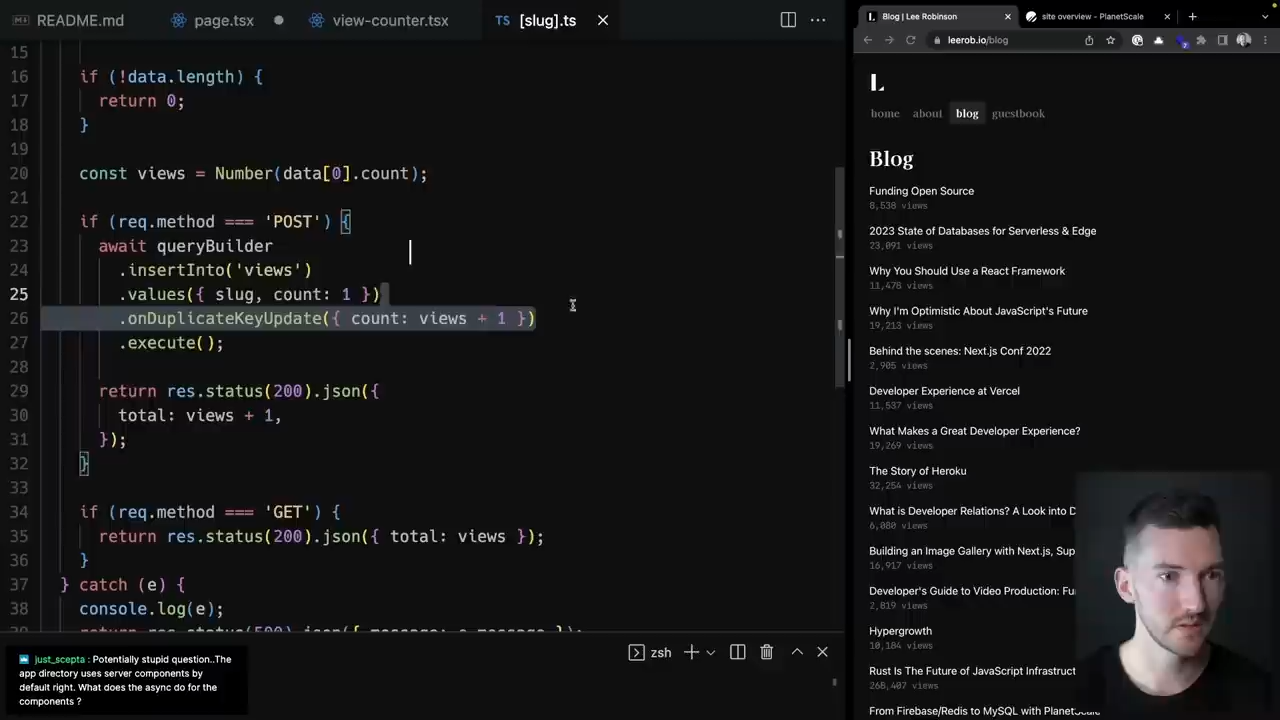 README.md
page.tsx
view-counter.tsx
TS [slug].ts
15
16 if (!data.length) {
17 return 0;
18 }
19
20 const views = Number(data[0].count);
21
22 if (req.method === 'POST') {
23 await queryBuilder
24 .insertInto('views')
25 .values({ slug, count: 1 })
26 .onDuplicateKeyUpdate({ count: views + 1 })
27 .execute();
28
29 return res.status(200).json({
30 total: views + 1,
31 });
32 }
33
34 if (req.method === 'GET') {
35 return res.status(200).json({ total: views });
36 }
37 } catch (e) {
38 console.log(e);
return res.status(500).json({ message: e.message });
zsh
just_scepta : Potentially stupid question..The
app directory uses server components by
default right. What does the async do for the
components ?
Blog | Lee Robinson
site overview - PlanetScale
leerob.io/blog
L
home about blog guestbook
Blog
Funding Open Source
8,538 views
2023 State of Databases for Serverless & Edge
23,091 views
Why You Should Use a React Framework
11,478 views
Why I'm Optimistic About JavaScript's Future
19,213 views
Behind the scenes: Next.js Conf 2022
2,905 views
Developer Experience at Vercel
11,537 views
What Makes a Great Developer Experience?
19,269 views
The Story of Heroku
32,254 views
What is Developer Relations? A Look into D
6,080 views
Building an Image Gallery with Next.js, Sup
16,917 views
Developer's Guide to Video Production: Fu
2,819 views
Hypergrowth
10,184 views
Rust Is The Future of JavaScript Infrastruct
268,407 views
From Firebase/Redis to MySQL with PlanetScale